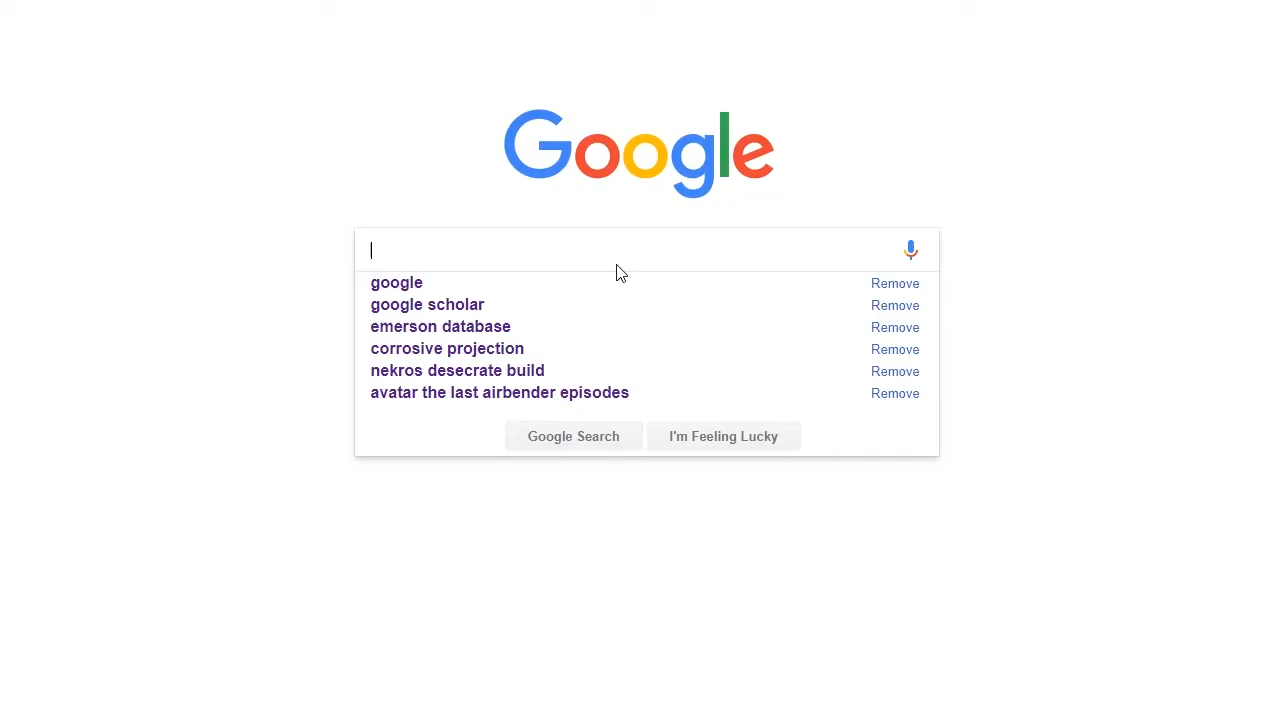 Google
google Remove
google scholar Remove
emerson database Remove
corrosive projection Remove
nekros desecrate build Remove
avatar the last airbender episodes Remove
Google Search I'm Feeling Lucky